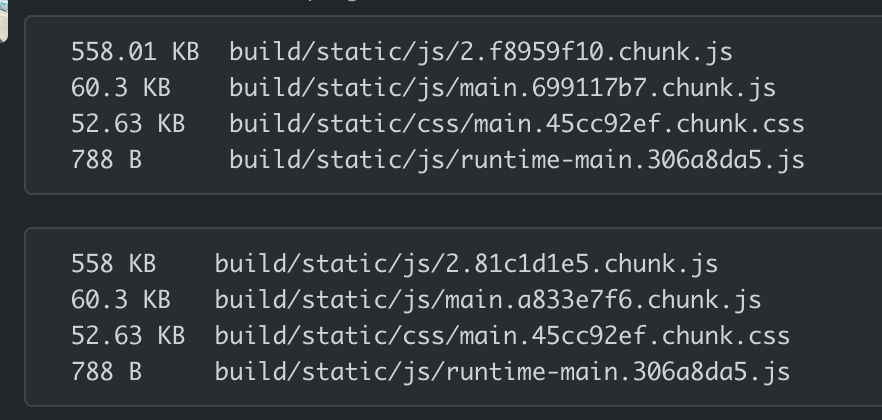 558.01 KB  build/static/js/2.f8959f10.chunk.js
60.3 KB    build/static/js/main.699117b7.chunk.js
52.63 KB   build/static/css/main.45cc92ef.chunk.css
788 B      build/static/js/runtime-main.306a8da5.js
558 KB    build/static/js/2.81c1d1e5.chunk.js
60.3 KB   build/static/js/main.a833e7f6.chunk.js
52.63 KB  build/static/css/main.45cc92ef.chunk.css
788 B     build/static/js/runtime-main.306a8da5.js